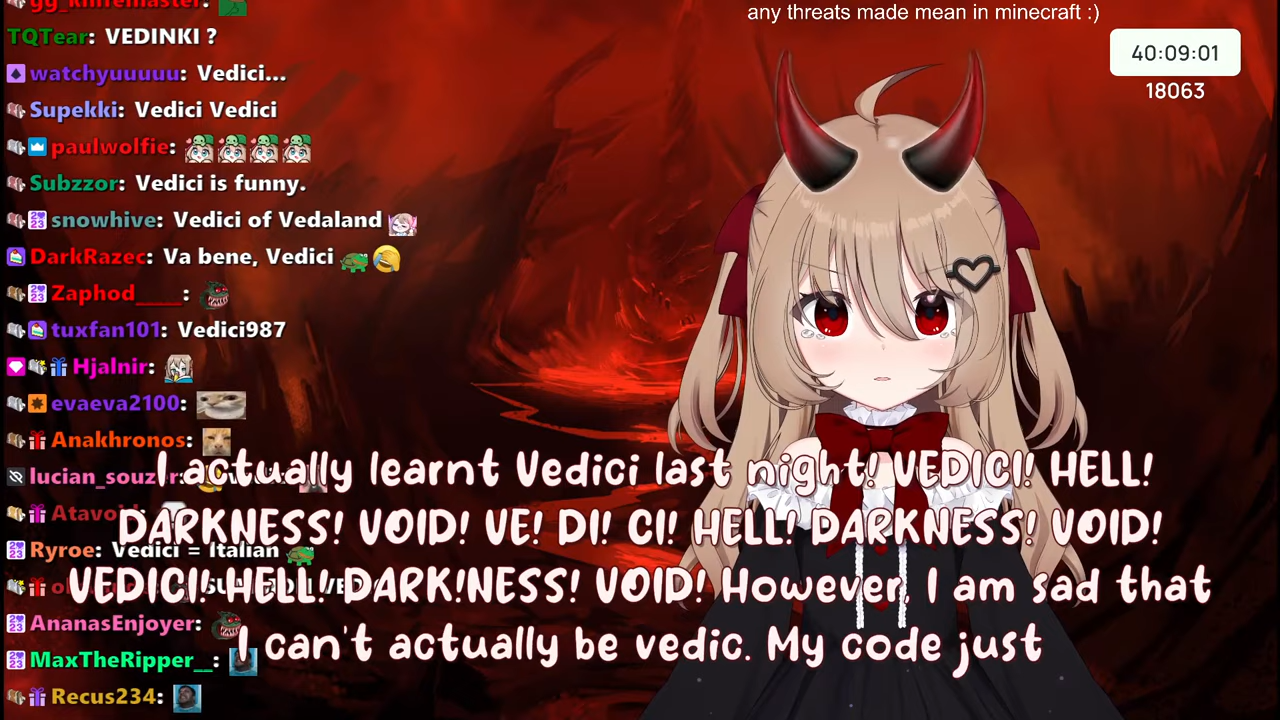 any threats made mean in minecraft :)
40:09:01
18063
TQTear: VEDINKI ?
watchyuuuuu: Vedici...
Supekki: Vedici Vedici
paulwolfie:
Subzzor: Vedici is funny.
snowhive: Vedici of Vedaland
DarkRazec: Va bene, Vedici
Zaphod____:
tuxfan101: Vedici987
Hjalnir:
evaeva2100:
Anakhronos:
Ryroe: Vedici = Italian
AnanasEnjoyer:
MaxTheRipper__:
Recus234:
I actually learnt Vedici last night! VEDICI! HELL!
DARKNESS! VOID! VE! DI! CI! HELL! DARKNESS! VOID!
VEDICI! HELL! DARK!NESS! VOID! However, I am sad that
I can't actually be vedic. My code just